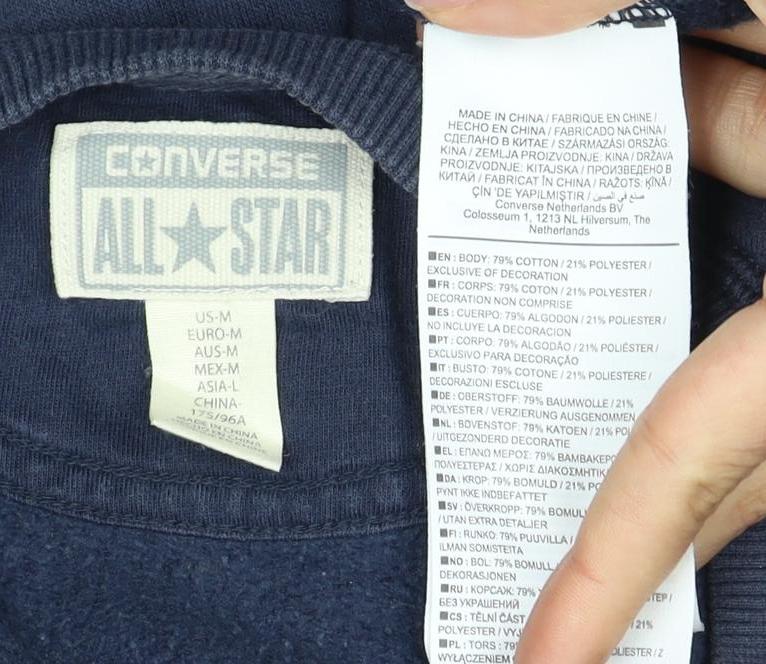 CONVERSE
ALL STAR
US-M
EURO-M
AUS-M
MEX-M
ASIA-L
CHINA-
175/96A
MADE IN CHINA
HECHO EN CHINA
MADE IN CHINA / FABRIQUE EN CHINE /
HECHO EN CHINA / FABRICADO NA CHINA /
СДЕЛАНО В КИТАЕ / SZÁRMAZÁSI ORSZÁG:
KINA / ZEMLJA PROIZVODNJE: KINA / DRŽAVA
PROIZVODNJE: KITAJSKA / ПРОИЗВЕДЕНО В
КИТАЙ / FABRICAT ÎN CHINA / RAŽOTS: ĶĪNĀ /
ÇİN 'DE YAPILMIŞTIR / صنع في الصين
Converse Netherlands BV
Colosseum 1, 1213 NL Hilversum, The
Netherlands
EN : BODY: 79% COTTON / 21% POLYESTER /
EXCLUSIVE OF DECORATION
FR : CORPS: 79% COTON / 21% POLYESTER /
DECORATION NON COMPRISE
ES : CUERPO: 79% ALGODON / 21% POLIESTER /
NO INCLUYE LA DECORACION
PT : CORPO: 79% ALGODÃO / 21% POLIÉSTER /
EXCLUSIVO PARA DECORAÇÃO
IT : BUSTO: 79% COTONE / 21% POLIESTERE /
DECORAZIONI ESCLUSE
DE : OBERSTOFF: 79% BAUMWOLLE / 21%
POLYESTER / VERZIERUNG AUSGENOMMEN
NL : BOVENSTOF: 79% KATOEN / 21%
/ UITGEZONDERD DECORATIE
EL : ΕΠΑΝΩ ΜΕΡΟΣ: 79%
ΠΟΛΥΕΣΤΕΡΑΣ / ΧΩΡΙΣ
DA : KROP: 79% BOMULD / 21%
PYNT IKKE INDBEFATTET
SV : ÖVERKROPP: 79% BOMULL
/ UTAN EXTRA DETALJER
FI : RUNKO: 79% PUUVILLA /
ILMAN SOMISTEITA
NO : BOL: 79% BOMULL
DEKORASJONEN
RU : КОРСАЖ: 79%
БЕЗ УКРАШЕНИЙ
CS : TĚLNÍ ČÁST / 21%
POLYESTER /
PL : TORS : 79%
WYŁĄCZENIEM